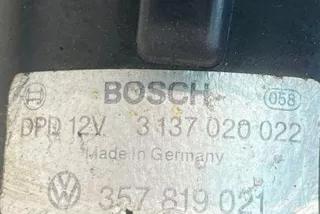 BOSCH 058
DPD 12V 3 137 020 022
Made in Germany
357 819 021